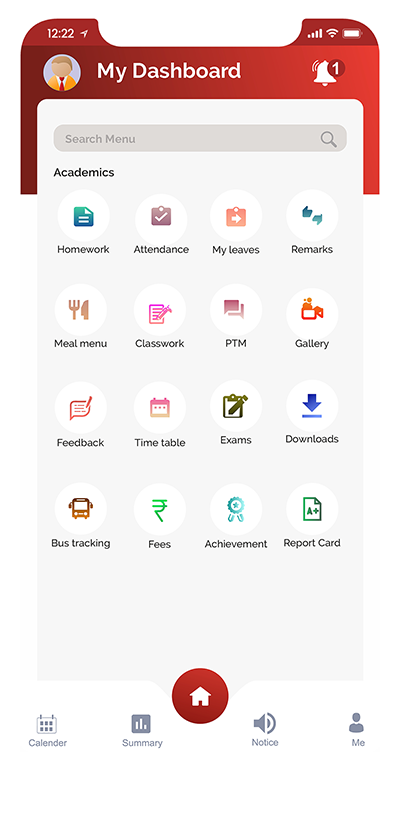 12:22
My Dashboard
1
Search Menu
Academics
Homework Attendance My leaves Remarks
Meal menu Classwork PTM Gallery
Feedback Time table Exams Downloads
A+
Bus tracking Fees Achievement Report Card
Calender Summary Notice Me